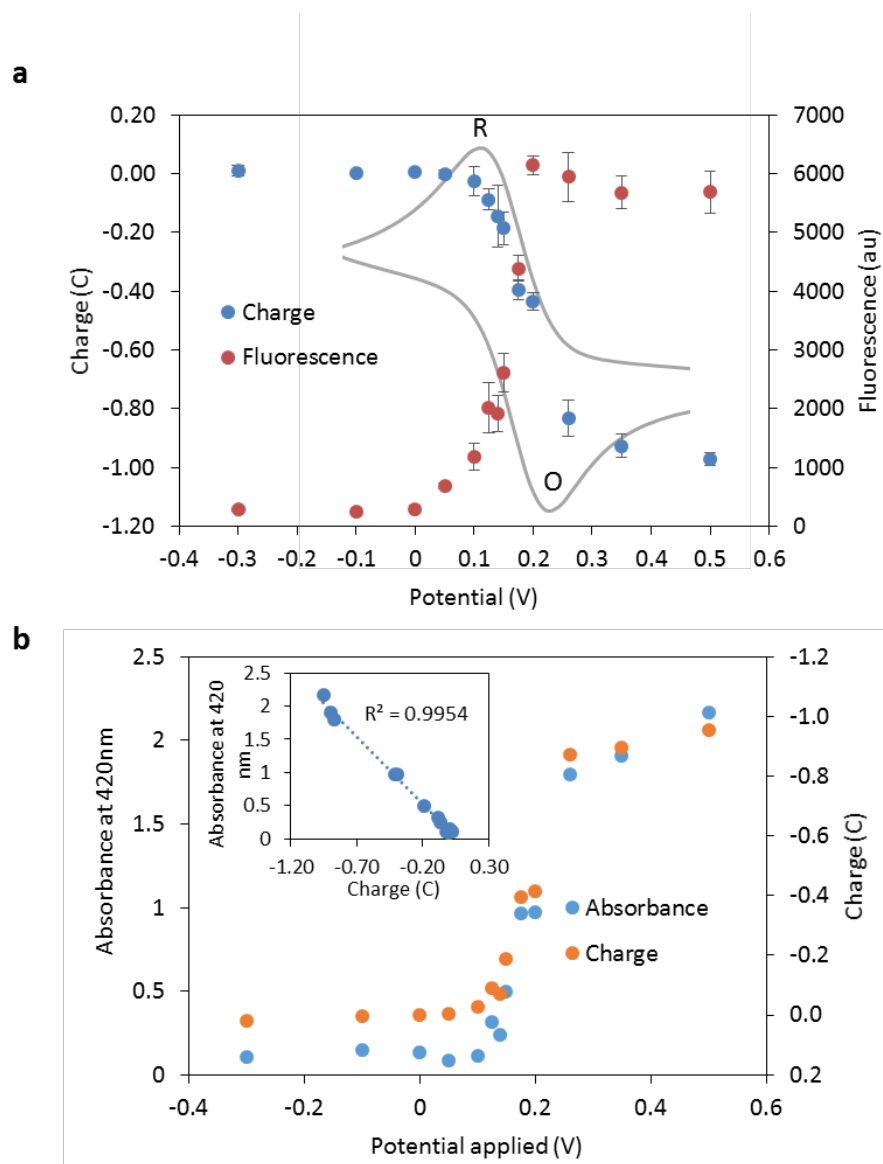 a
0.20
0.00
-0.20
-0.40
-0.60
-0.80
-1.00
-1.20
Charge (C)
R
O
Charge
Fluorescence
7000
6000
5000
4000
3000
2000
1000
0
Fluorescence (au)
-0.4 -0.3 -0.2 -0.1 0 0.1 0.2 0.3 0.4 0.5 0.6
Potential (V)
b
2.5
2
1.5
1
0.5
0
Absorbance at 420nm
2.5
2
1.5
1
0.5
0
Absorbance at 420
nm
R² = 0.9954
-1.20 -0.70 -0.20 0.30
Charge (C)
Absorbance
Charge
-1.2
-1.0
-0.8
-0.6
-0.4
-0.2
0.0
0.2
Charge (C)
-0.4 -0.2 0 0.2 0.4 0.6
Potential applied (V)